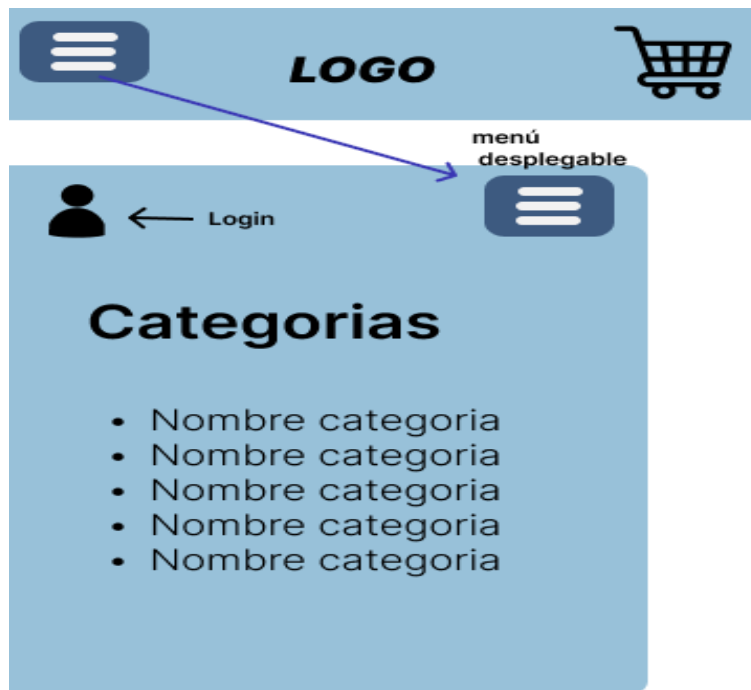 LOGO
menú
desplegable
Login
Categorias
• Nombre categoria
• Nombre categoria
• Nombre categoria
• Nombre categoria
• Nombre categoria